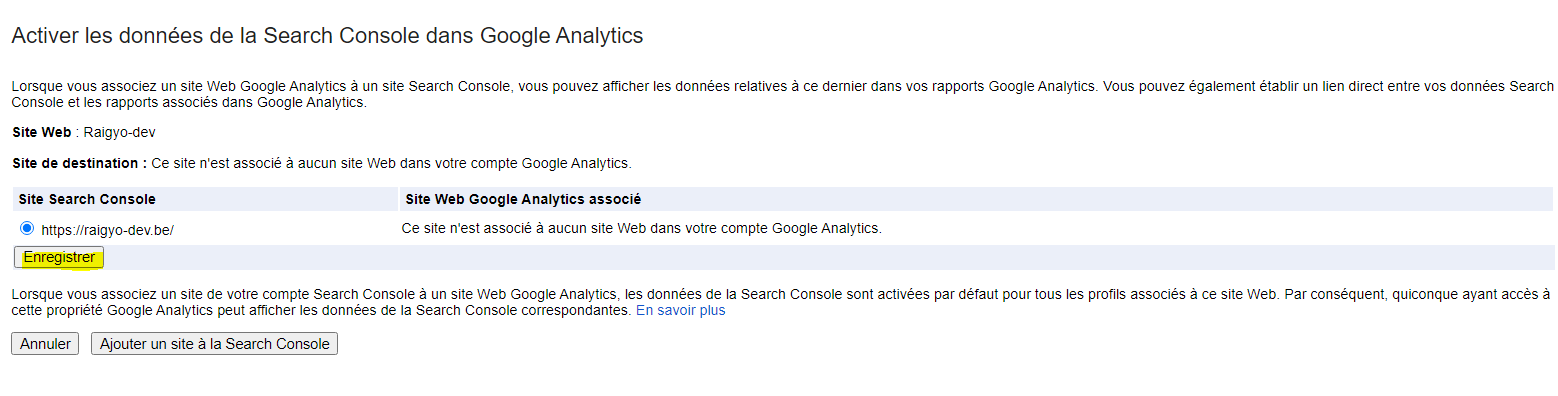 Activer les données de la Search Console dans Google Analytics
Lorsque vous associez un site Web Google Analytics à un site Search Console, vous pouvez afficher les données relatives à ce dernier dans vos rapports Google Analytics. Vous pouvez également établir un lien direct entre vos données Search
Console et les rapports associés dans Google Analytics.
Site Web : Raigyo-dev
Site de destination : Ce site n'est associé à aucun site Web dans votre compte Google Analytics.
Site Search Console Site Web Google Analytics associé
https://raigyo-dev.be/ Ce site n'est associé à aucun site Web dans votre compte Google Analytics.
Enregistrer
Lorsque vous associez un site de votre compte Search Console à un site Web Google Analytics, les données de la Search Console sont activées par défaut pour tous les profils associés à ce site Web. Par conséquent, quiconque ayant accès à
cette propriété Google Analytics peut afficher les données de la Search Console correspondantes. En savoir plus
Annuler Ajouter un site à la Search Console